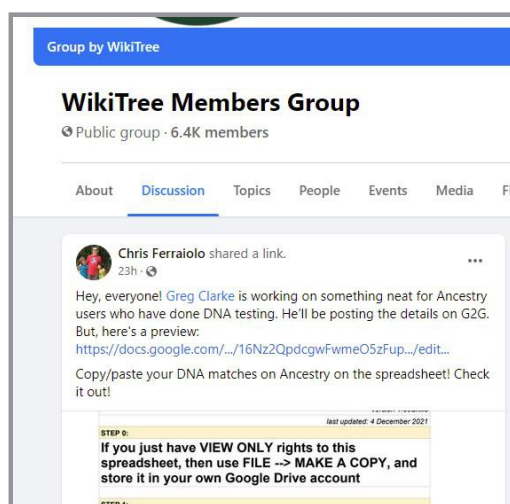 Group by WikiTree
WikiTree Members Group
Public group · 6.4K members
About Discussion Topics People Events Media
Chris Ferraiolo shared a link.
23h ·
Hey, everyone! Greg Clarke is working on something neat for Ancestry
users who have done DNA testing. He'll be posting the details on G2G.
But, here's a preview:
https://docs.google.com/.../16Nz2QpdcgwFwmeO5zFup.../edit...
Copy/paste your DNA matches on Ancestry on the spreadsheet! Check
it out!
last updated: 4 December 2021
STEP 0:
If you just have VIEW ONLY rights to this
spreadsheet, then use FILE --> MAKE A COPY, and
store it in your own Google Drive account